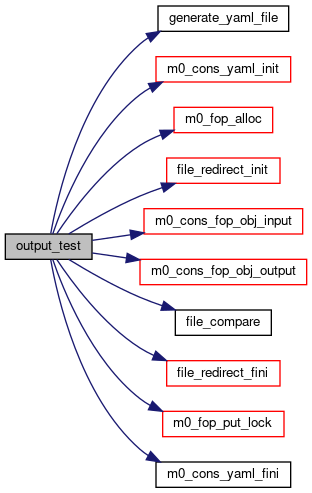 generate_yaml_file
m0_cons_yaml_init
m0_fop_alloc
file_redirect_init
m0_cons_fop_obj_input
output_test
m0_cons_fop_obj_output
file_compare
file_redirect_fini
m0_fop_put_lock
m0_cons_yaml_fini